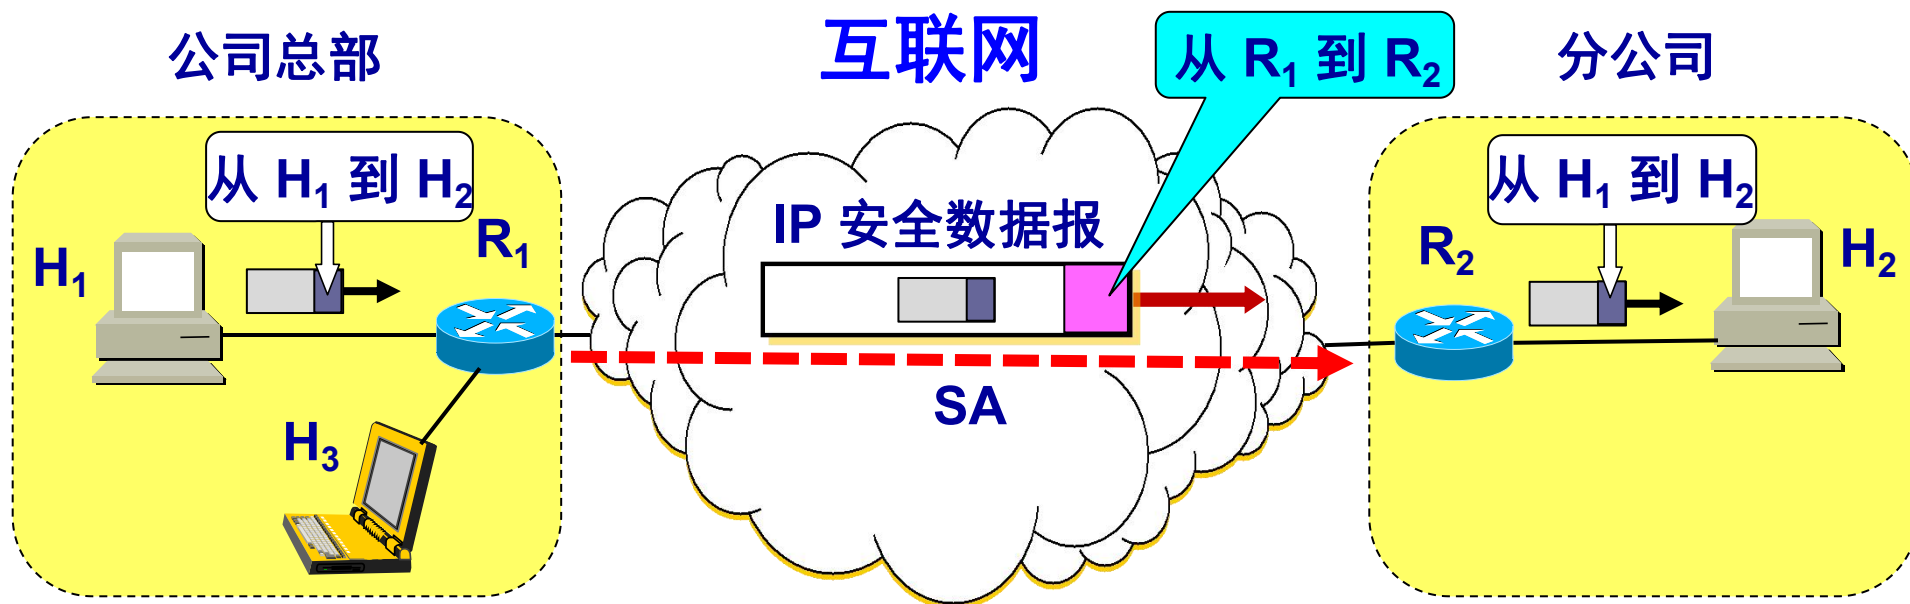 公司总部
互联网
从 R₁ 到 R₂
分公司
从 H₁ 到 H₂
从 H₁ 到 H₂
IP 安全数据报
R₁
R₂
H₁
H₂
SA
H₃